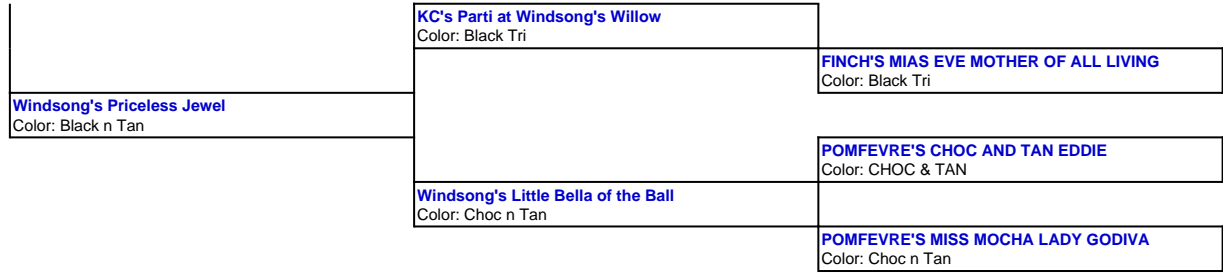 KC's Parti at Windsong's Willow
Color: Black Tri
FINCH'S MIAS EVE MOTHER OF ALL LIVING
Color: Black Tri
Windsong's Priceless Jewel
Color: Black n Tan
POMFEVRE'S CHOC AND TAN EDDIE
Color: CHOC & TAN
Windsong's Little Bella of the Ball
Color: Choc n Tan
POMFEVRE'S MISS MOCHA LADY GODIVA
Color: Choc n Tan